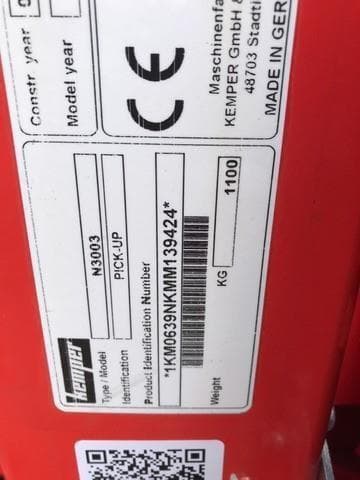 kemper
Type / Model
N3003
Identification
PICK-UP
Product Identification Number
*1KM0639NKMM139424*
Weight
KG
1100
Constr. year
Model year
CE
Maschinenfa
KEMPER GmbH &
48703 Stadtl
MADE IN GER